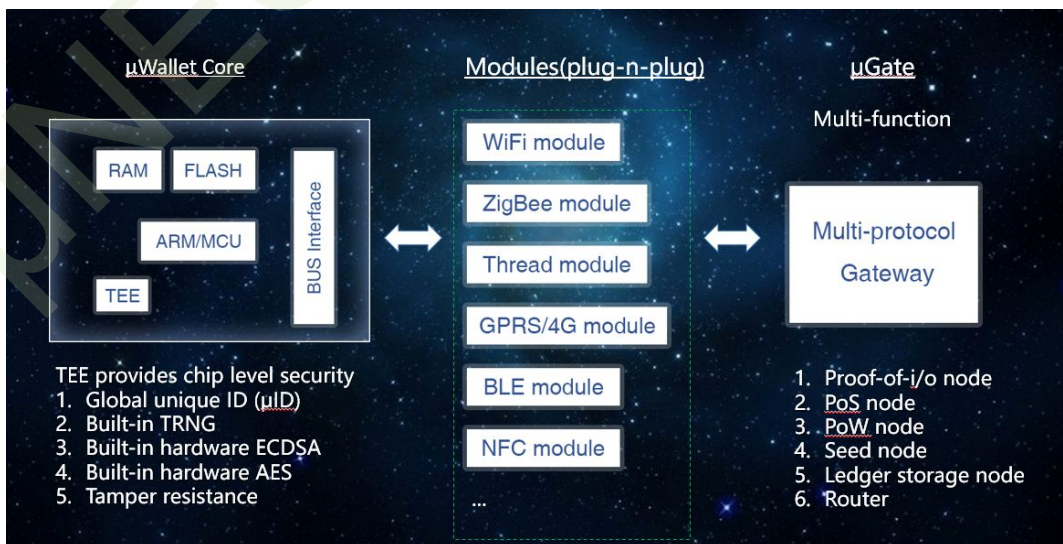 μWallet Core
RAM
FLASH
ARM/MCU
TEE
BUS Interface
TEE provides chip level security
1. Global unique ID (μID)
2. Built-in TRNG
3. Built-in hardware ECDSA
4. Built-in hardware AES
5. Tamper resistance
Modules(plug-n-plug)
WiFi module
ZigBee module
Thread module
GPRS/4G module
BLE module
NFC module
...
μGate
Multi-function
Multi-protocol
Gateway
1. Proof-of-i/o node
2. PoS node
3. PoW node
4. Seed node
5. Ledger storage node
6. Router